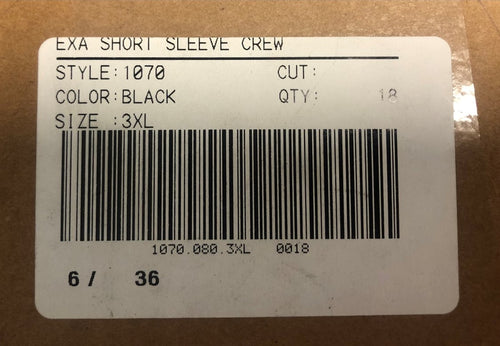 EXA SHORT SLEEVE CREW
STYLE:1070 CUT:
COLOR:BLACK QTY: 18
SIZE :3XL
1070.080.3XL 0018
6 / 36